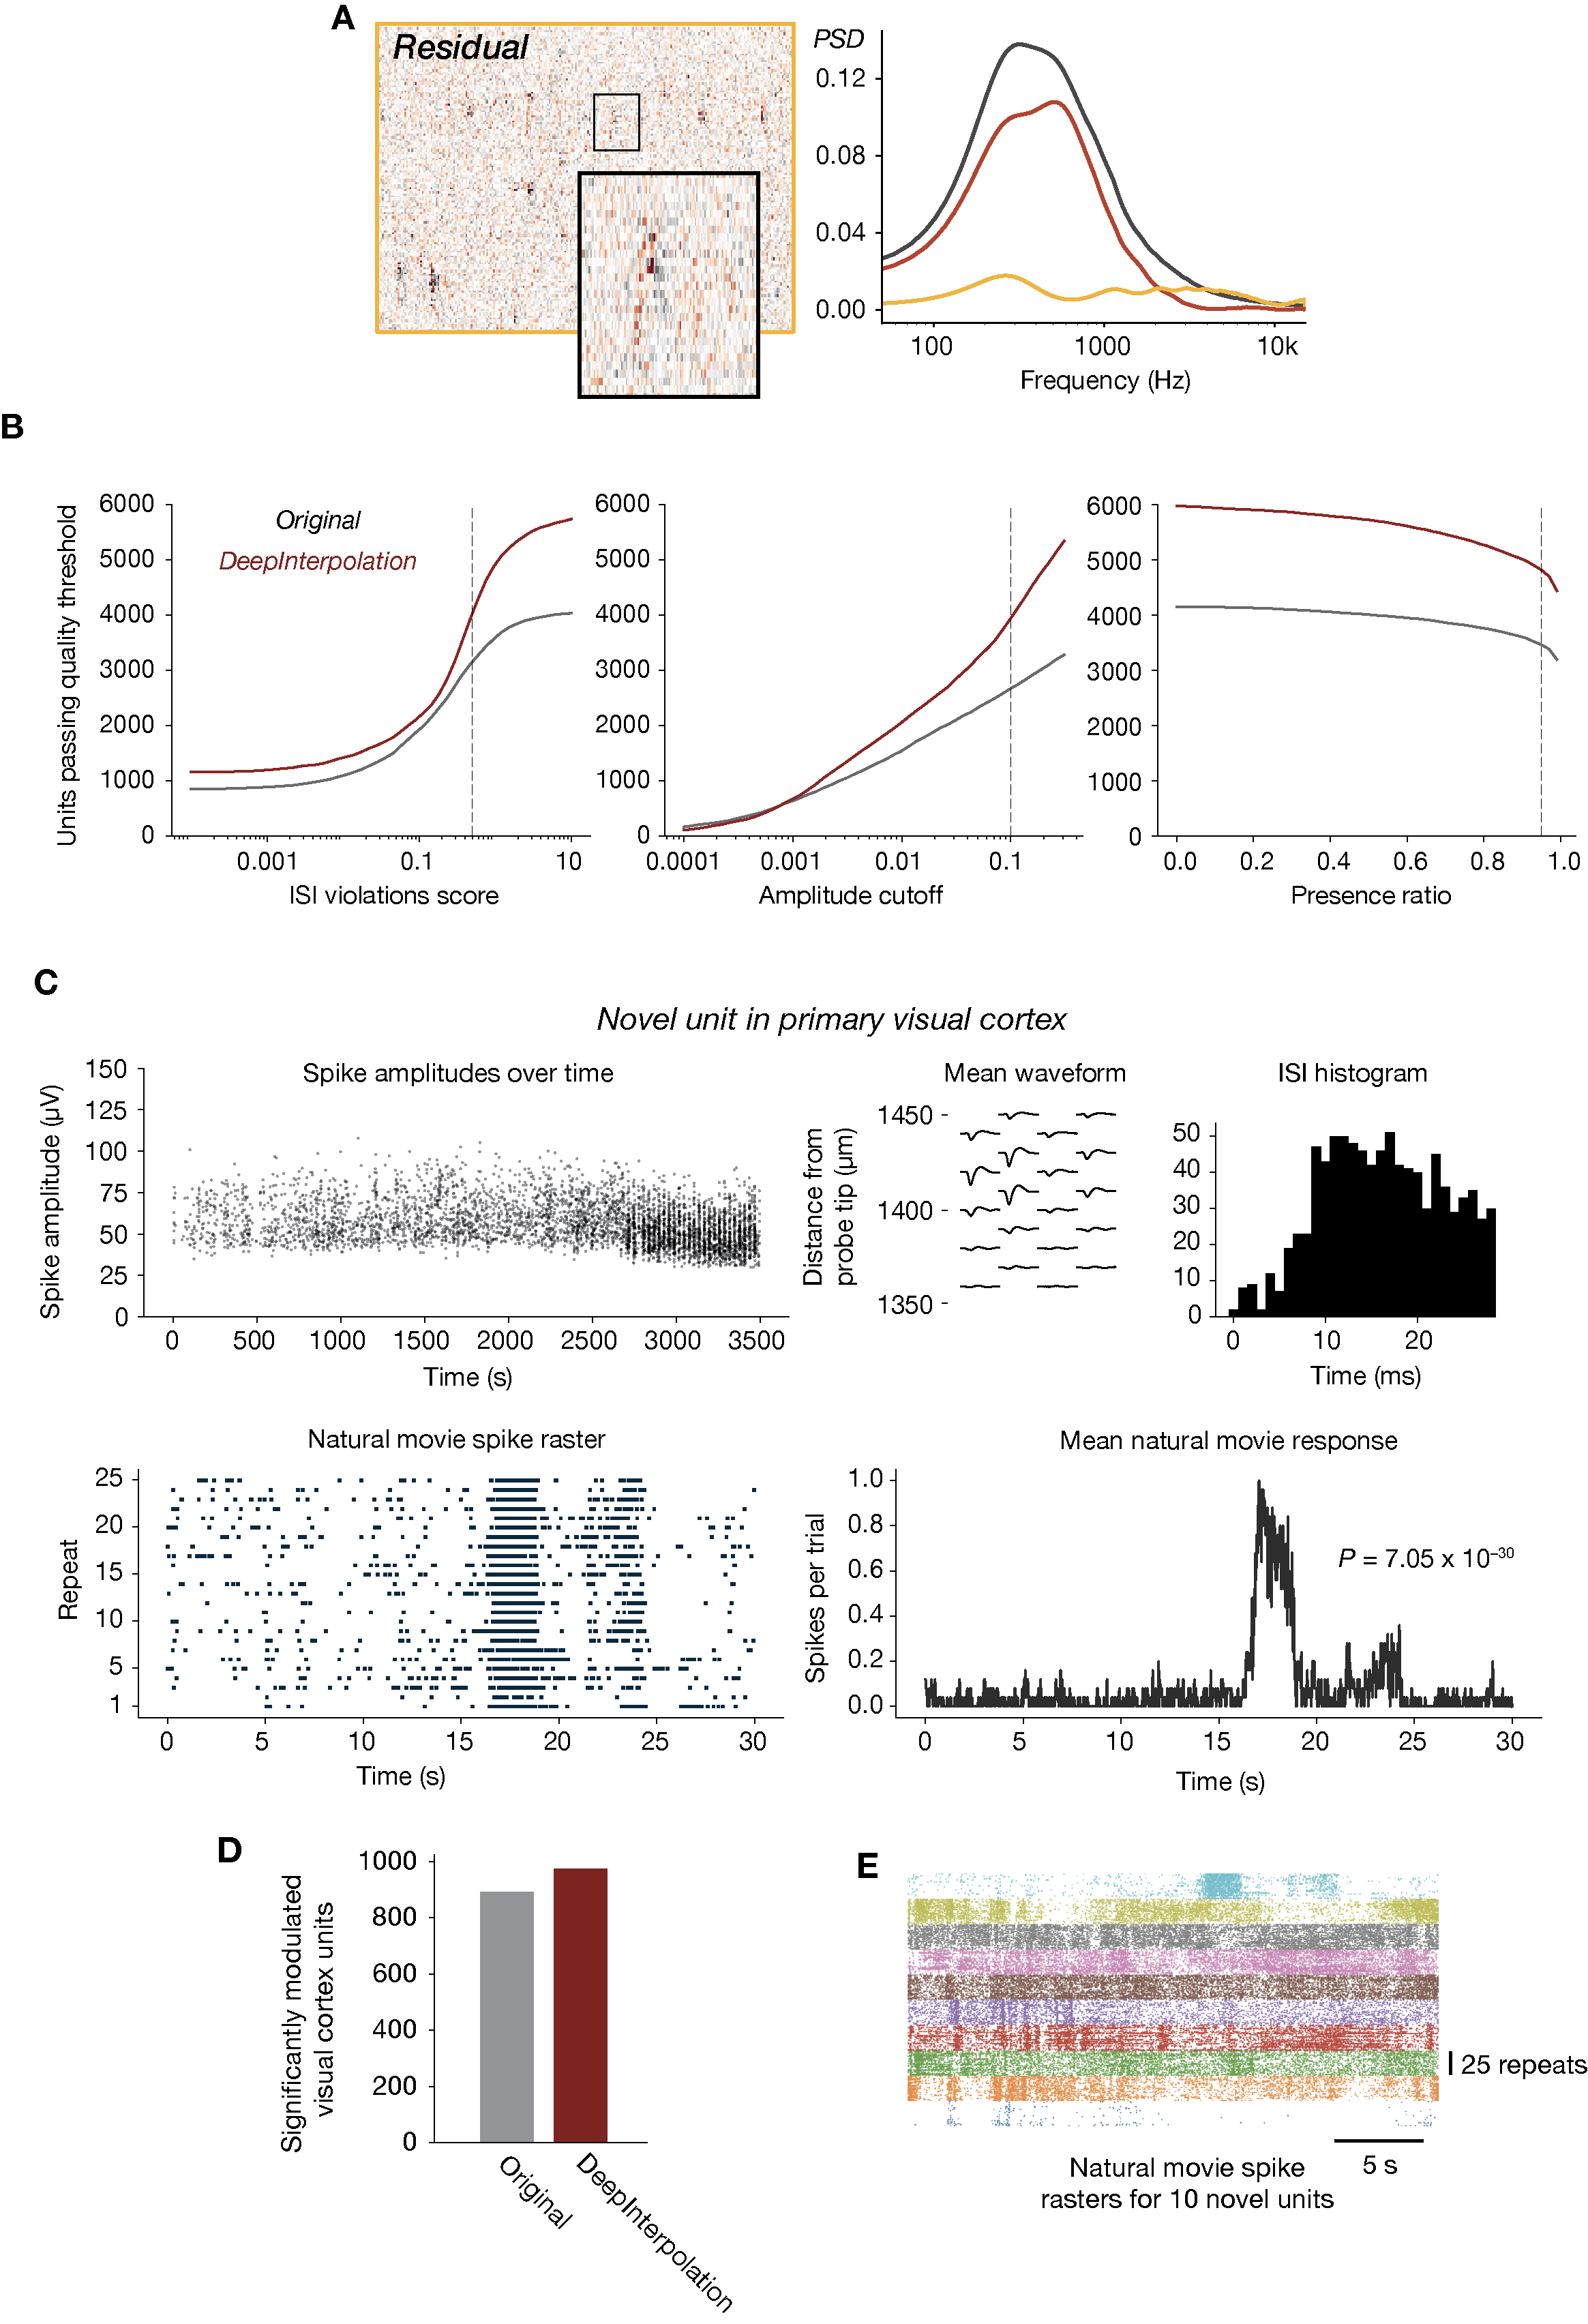 A
Residual
PSD
0.12
0.08
0.04
0.00
100 1000 10k
Frequency (Hz)
B
Units passing quality threshold
6000
5000
4000
3000
2000
1000
0
Original
DeepInterpolation
0.001 0.1 10
ISI violations score
6000
5000
4000
3000
2000
1000
0
0.0001 0.001 0.01 0.1
Amplitude cutoff
6000
5000
4000
3000
2000
1000
0
0.0 0.2 0.4 0.6 0.8 1.0
Presence ratio
C
Novel unit in primary visual cortex
Spike amplitudes over time
Spike amplitude (µV)
150
125
100
75
50
25
0
0 500 1000 1500 2000 2500 3000 3500
Time (s)
Mean waveform
Distance from
probe tip (µm)
1450
1400
1350
ISI histogram
50
40
30
20
10
0
0 10 20
Time (ms)
Natural movie spike raster
Repeat
25
20
15
10
5
1
0 5 10 15 20 25 30
Time (s)
Mean natural movie response
Spikes per trial
1.0
0.8
0.6
0.4
0.2
0.0
P = 7.05 x 10⁻³⁰
0 5 10 15 20 25 30
Time (s)
D
Significantly modulated
visual cortex units
1000
800
600
400
200
0
Original
DeepInterpolation
E
25 repeats
5 s
Natural movie spike
rasters for 10 novel units